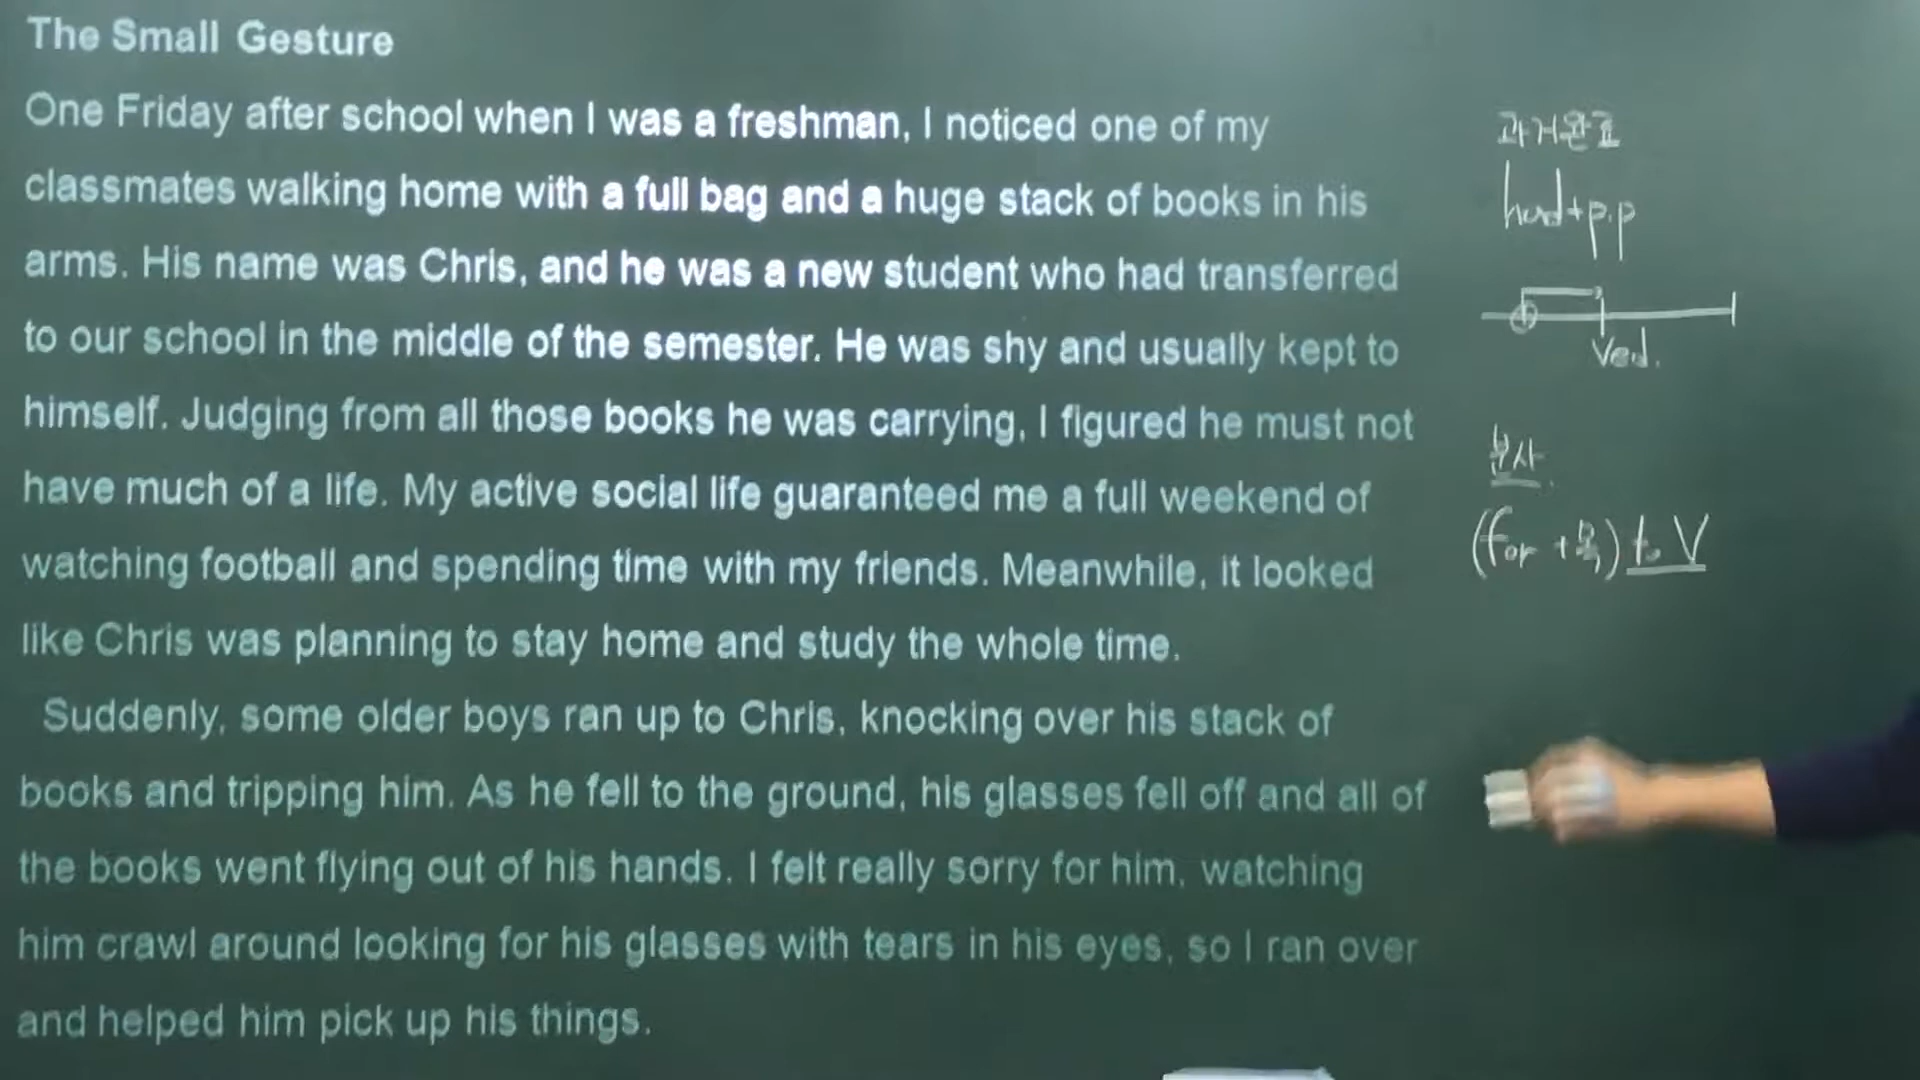 The Small Gesture
One Friday after school when I was a freshman, I noticed one of my
classmates walking home with a full bag and a huge stack of books in his
arms. His name was Chris, and he was a new student who had transferred
to our school in the middle of the semester. He was shy and usually kept to
himself. Judging from all those books he was carrying, I figured he must not
have much of a life. My active social life guaranteed me a full weekend of
watching football and spending time with my friends. Meanwhile, it looked
like Chris was planning to stay home and study the whole time.
Suddenly, some older boys ran up to Chris, knocking over his stack of
books and tripping him. As he fell to the ground, his glasses fell off and all of
the books went flying out of his hands. I felt really sorry for him, watching
him crawl around looking for his glasses with tears in his eyes, so I ran over
and helped him pick up his things.
과거완료
had+p.p
Ved.
부사
(for + 목) to V